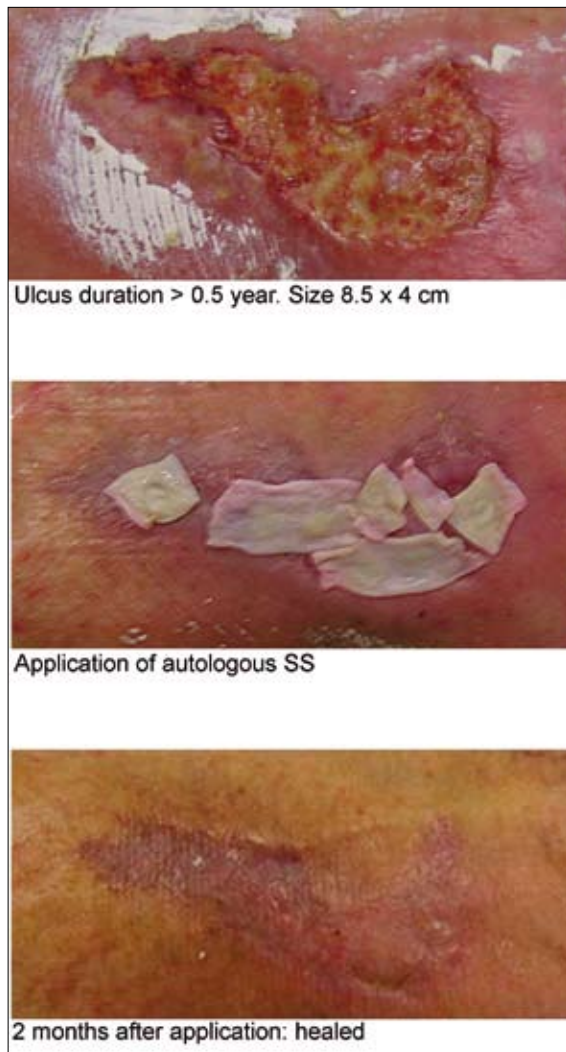 Ulcus duration > 0.5 year. Size 8.5 x 4 cm
Application of autologous SS
2 months after application: healed